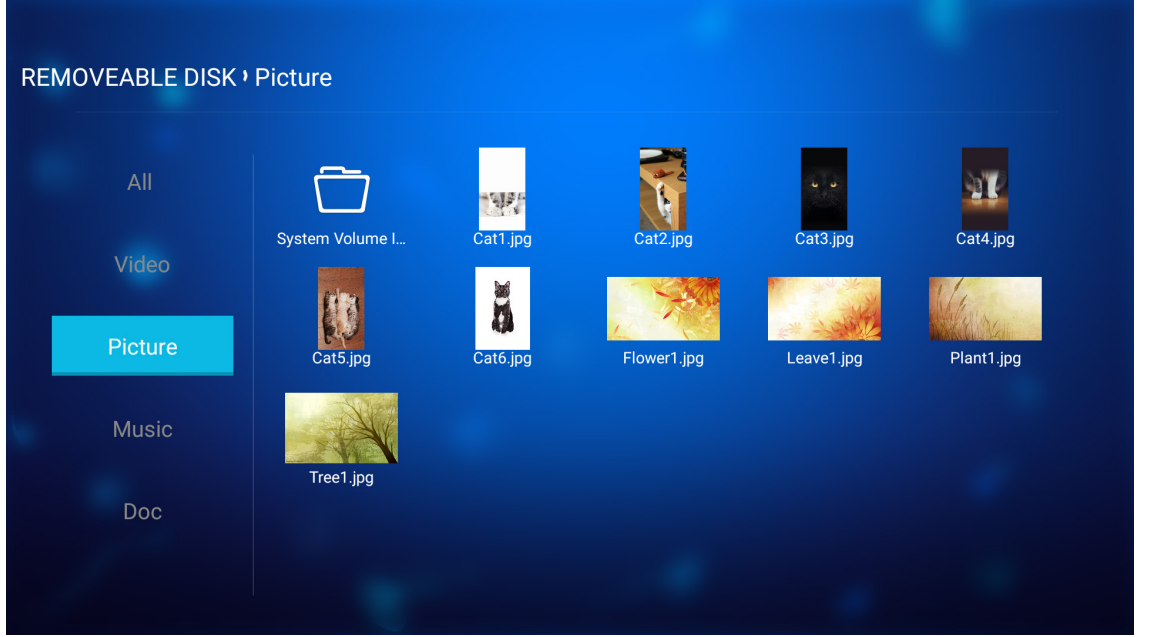 REMOVEABLE DISK Picture
All
Video
Picture
Music
Doc
System Volume I...
Cat1.jpg
Cat2.jpg
Cat3.jpg
Cat4.jpg
Cat5.jpg
Cat6.jpg
Flower1.jpg
Leave1.jpg
Plant1.jpg
Tree1.jpg